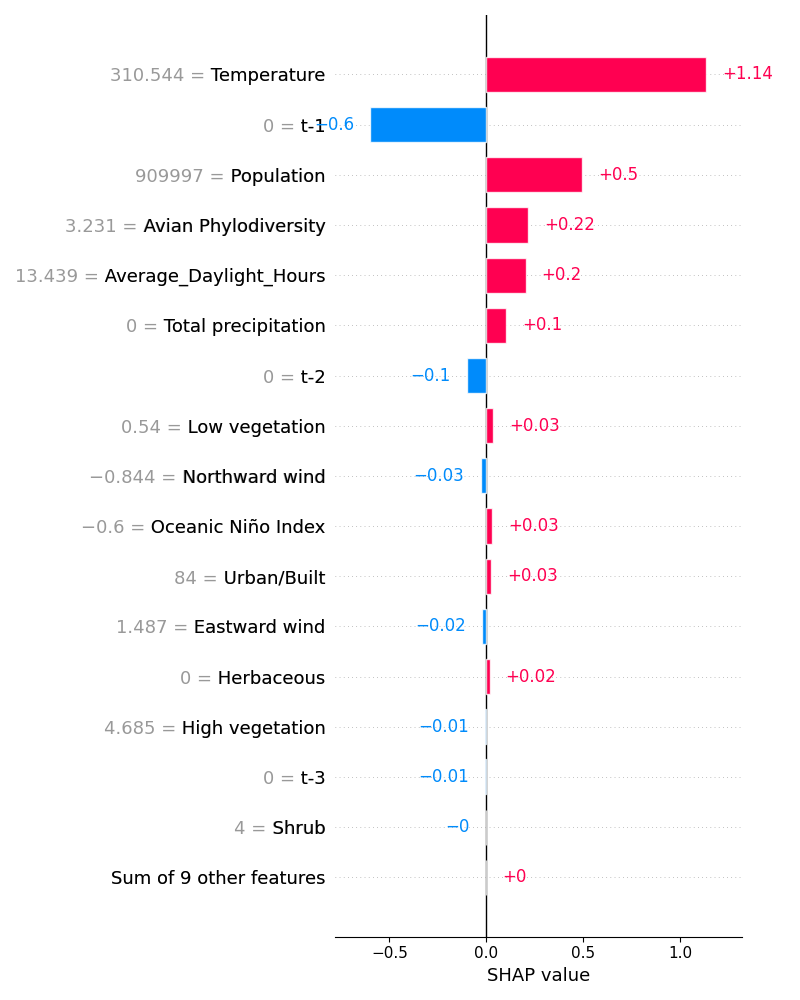 310.544 = Temperature +1.14
0 = t-1 −0.6
909997 = Population +0.5
3.231 = Avian Phylodiversity +0.22
13.439 = Average_Daylight_Hours +0.2
0 = Total precipitation +0.1
0 = t-2 −0.1
0.54 = Low vegetation +0.03
−0.844 = Northward wind −0.03
−0.6 = Oceanic Niño Index +0.03
84 = Urban/Built +0.03
1.487 = Eastward wind −0.02
0 = Herbaceous +0.02
4.685 = High vegetation −0.01
0 = t-3 −0.01
4 = Shrub −0
Sum of 9 other features +0
−0.5 0.0 0.5 1.0
SHAP value